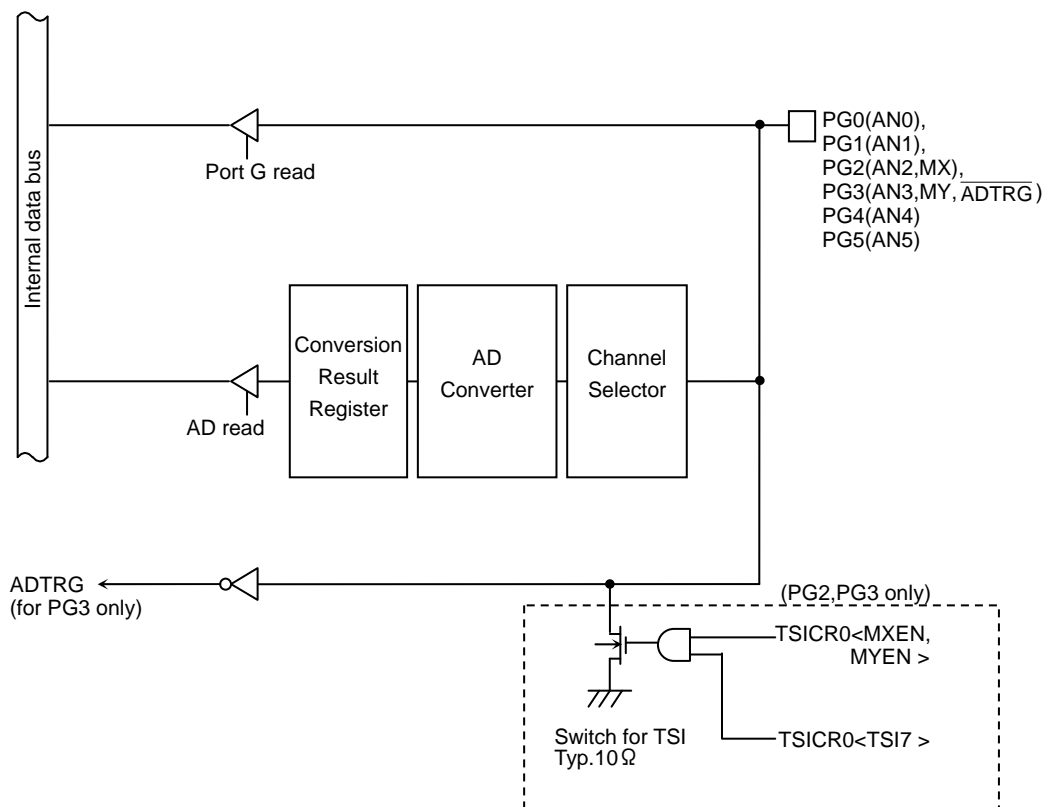 Internal data bus
Port G read
PG0(AN0),
PG1(AN1),
PG2(AN2,MX),
PG3(AN3,MY, ADTRG )
PG4(AN4)
PG5(AN5)
Conversion
Result
Register
AD
Converter
Channel
Selector
AD read
ADTRG
(for PG3 only)
(PG2,PG3 only)
TSICR0<MXEN,
MYEN >
Switch for TSI
Typ.10Ω
TSICR0<TSI7 >